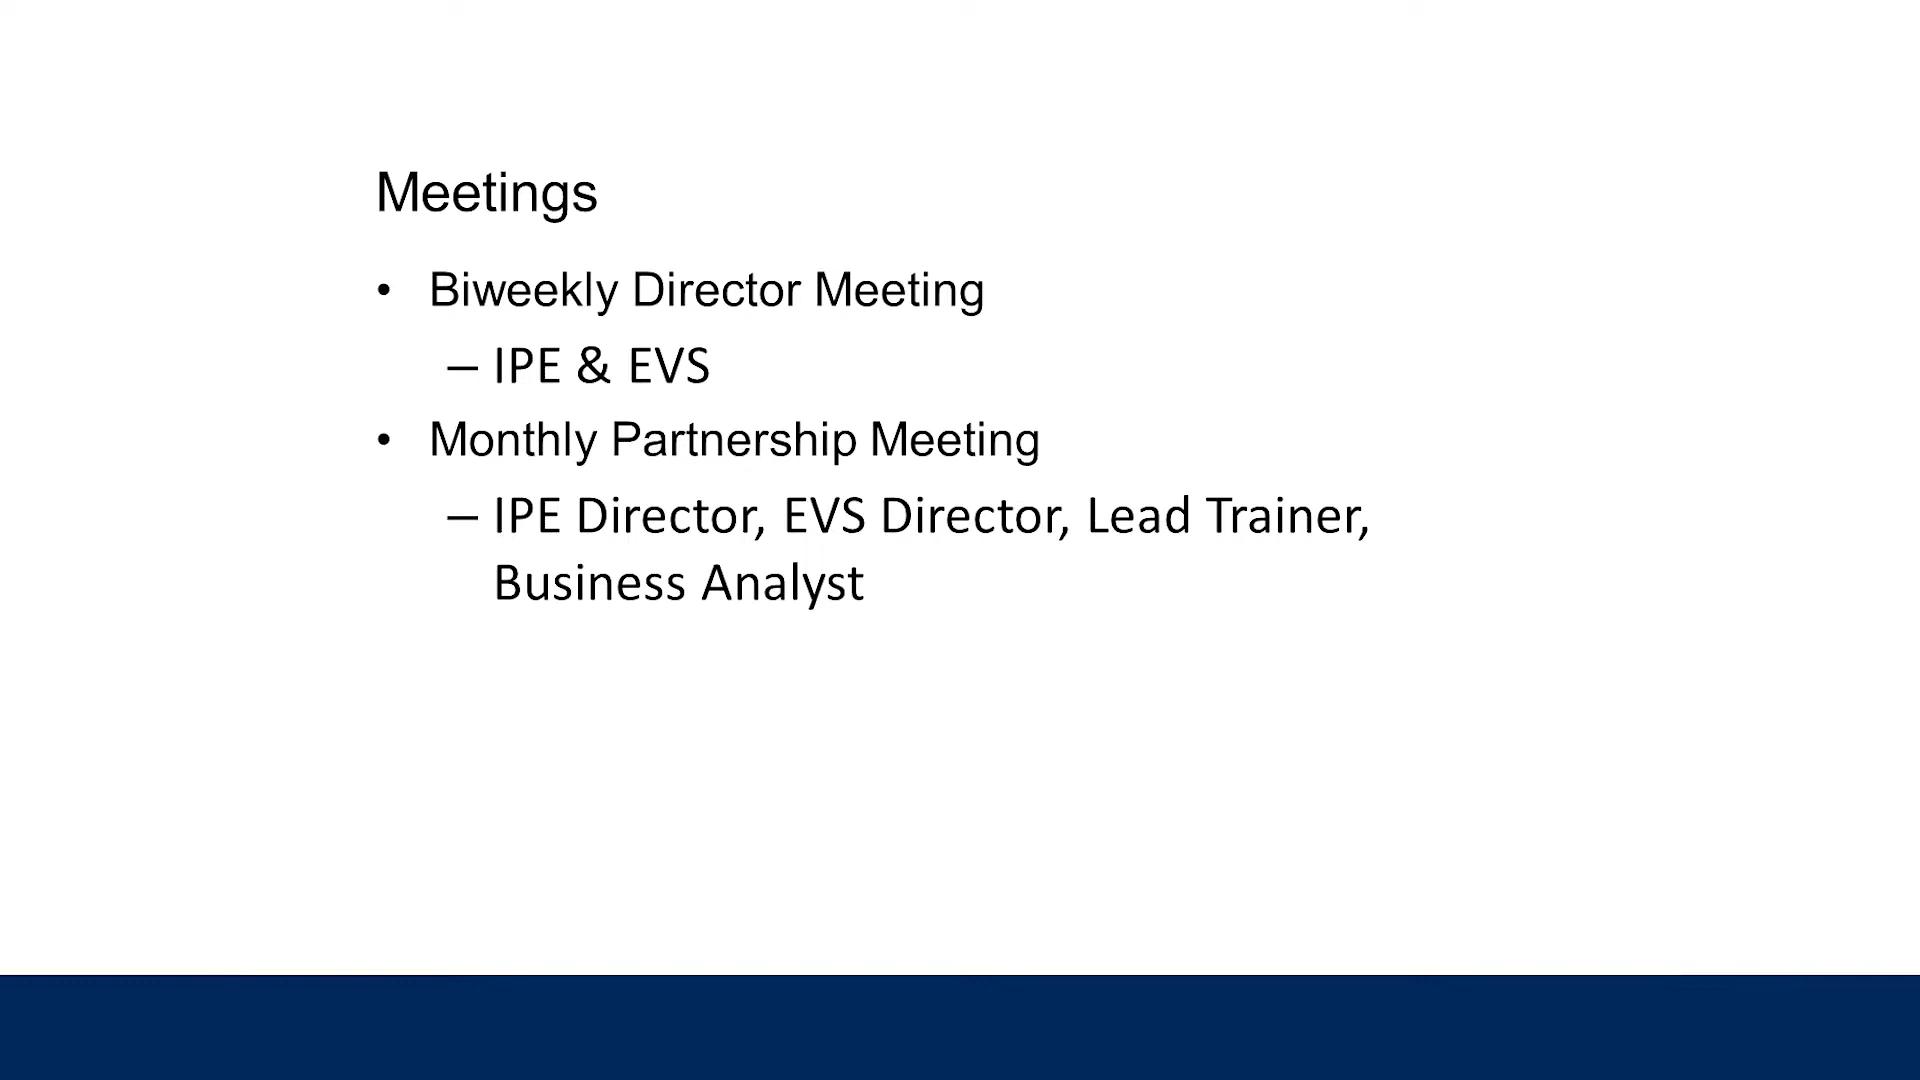 Meetings
• Biweekly Director Meeting
– IPE & EVS
• Monthly Partnership Meeting
– IPE Director, EVS Director, Lead Trainer,
Business Analyst